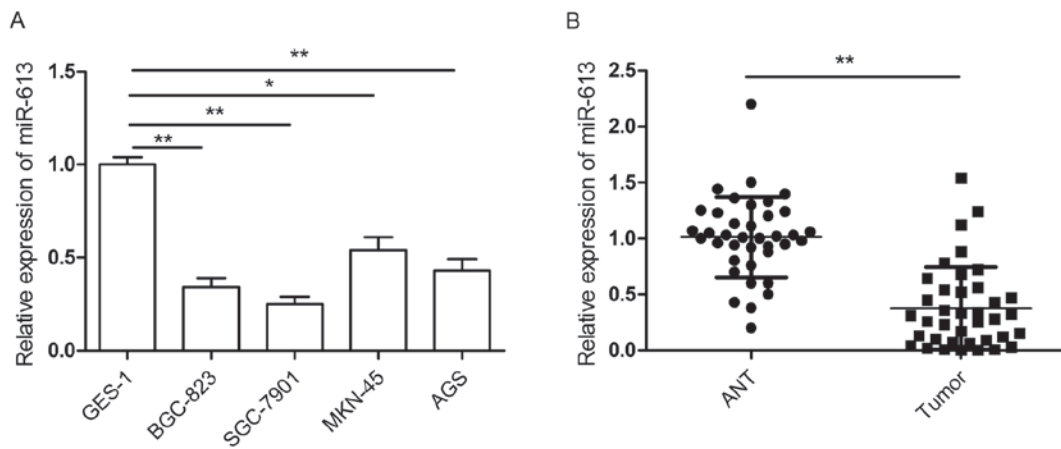 A
Relative expression of miR-613
1.5
1.0
0.5
0.0
**
*
**
**
GES-1
BGC-823
SGC-7901
MKN-45
AGS
B
Relative expression of miR-613
2.5
2.0
1.5
1.0
0.5
0.0
**
ANT
Tumor